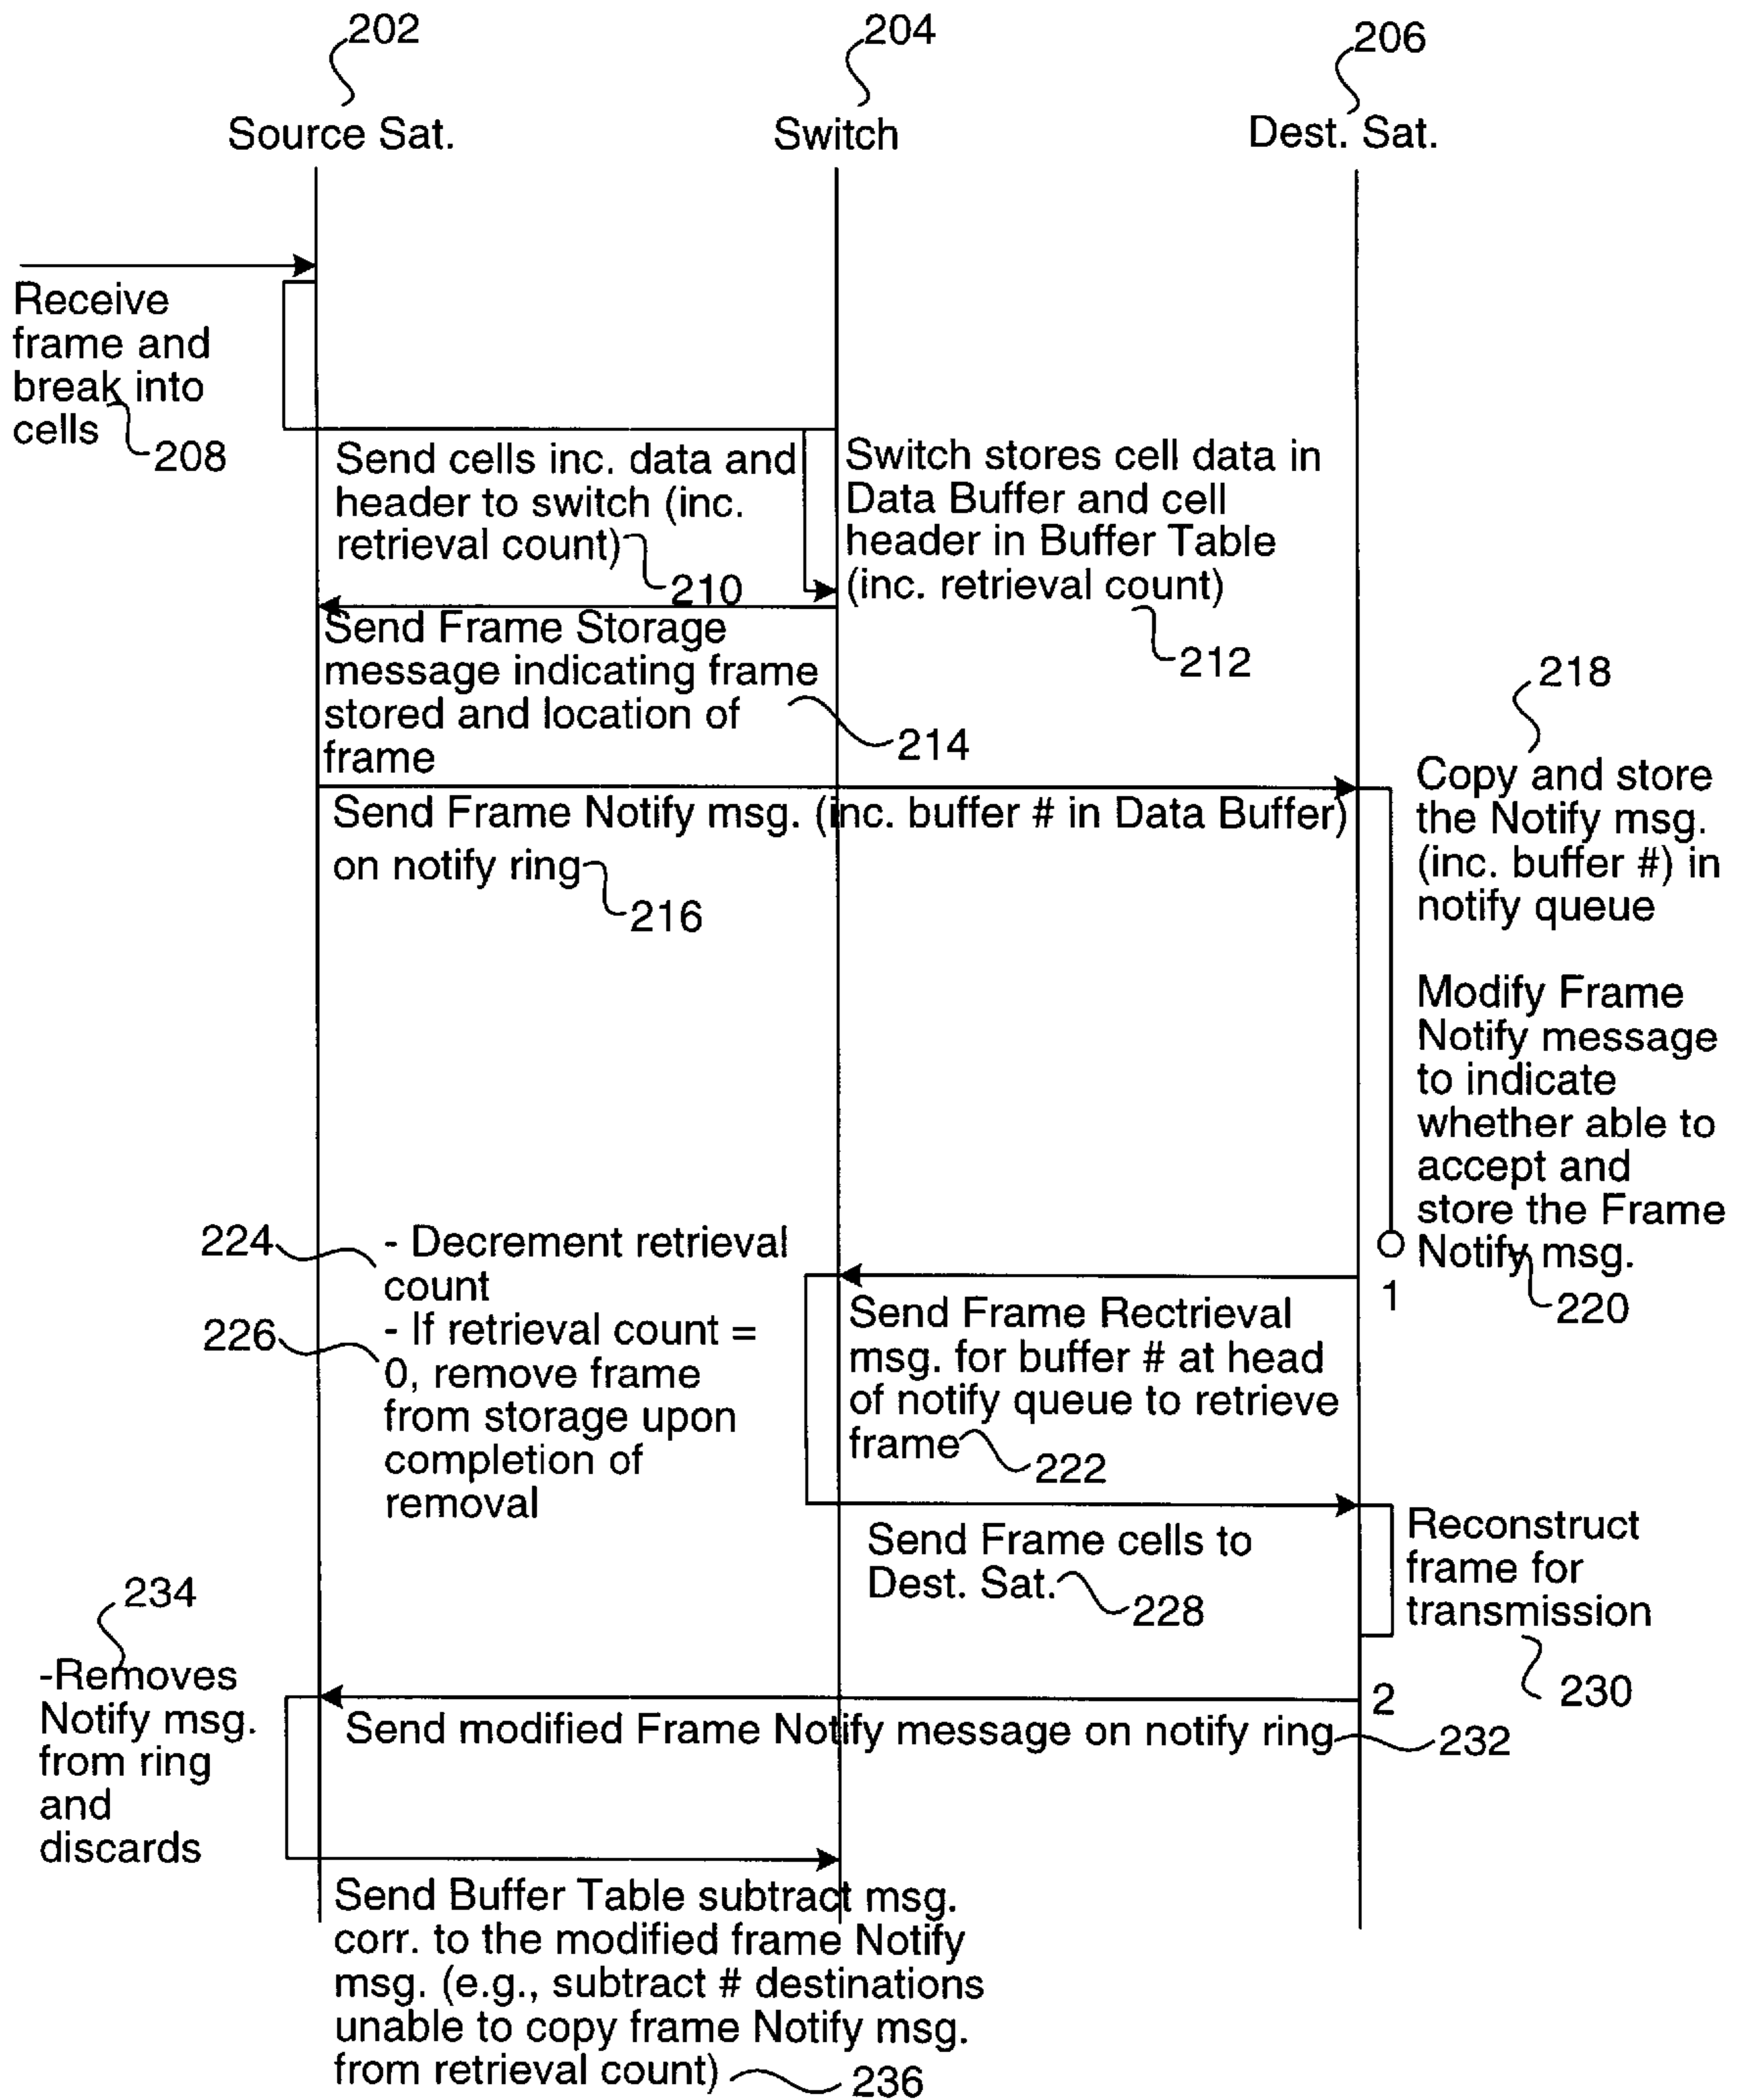 202
204
206
Source Sat.
Switch
Dest. Sat.
Receive
frame and
break into
cells
208
Send cells inc. data and
header to switch (inc.
retrieval count)
210
Switch stores cell data in
Data Buffer and cell
header in Buffer Table
(inc. retrieval count)
212
Send Frame Storage
message indicating frame
stored and location of
frame
214
218
Copy and store
the Notify msg.
(inc. buffer #) in
notify queue
Send Frame Notify msg. (inc. buffer # in Data Buffer)
on notify ring
216
Modify Frame
Notify message
to indicate
whether able to
accept and
store the Frame
Notify msg.
220
1
224
- Decrement retrieval
count
226
- If retrieval count =
0, remove frame
from storage upon
completion of
removal
Send Frame Rectrieval
msg. for buffer # at head
of notify queue to retrieve
frame
222
Send Frame cells to
Dest. Sat.
228
Reconstruct
frame for
transmission
230
234
-Removes
Notify msg.
from ring
and
discards
2
Send modified Frame Notify message on notify ring
232
Send Buffer Table subtract msg.
corr. to the modified frame Notify
msg. (e.g., subtract # destinations
unable to copy frame Notify msg.
from retrieval count)
236